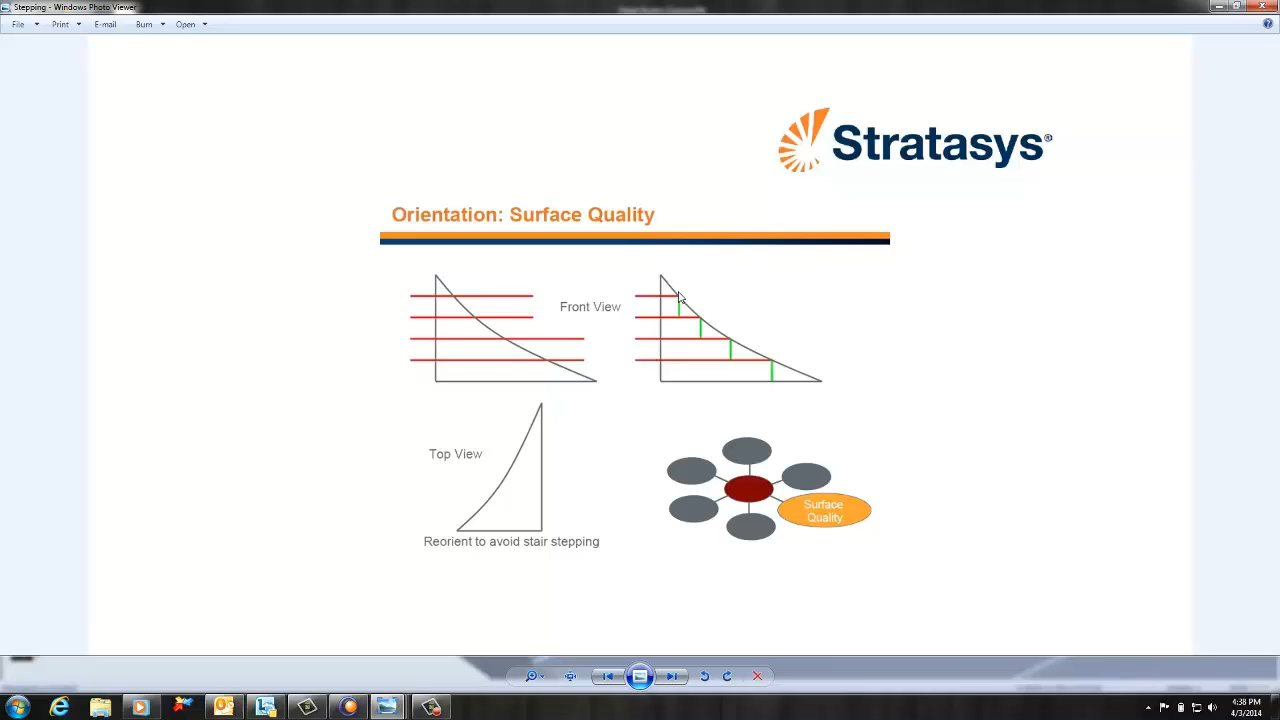 Stepping - Windows Photo Viewer
File Print E-mail Burn Open
Stratasys®
Orientation: Surface Quality
Front View
Top View
Surface
Quality
Reorient to avoid stair stepping
4:38 PM
4/3/2014